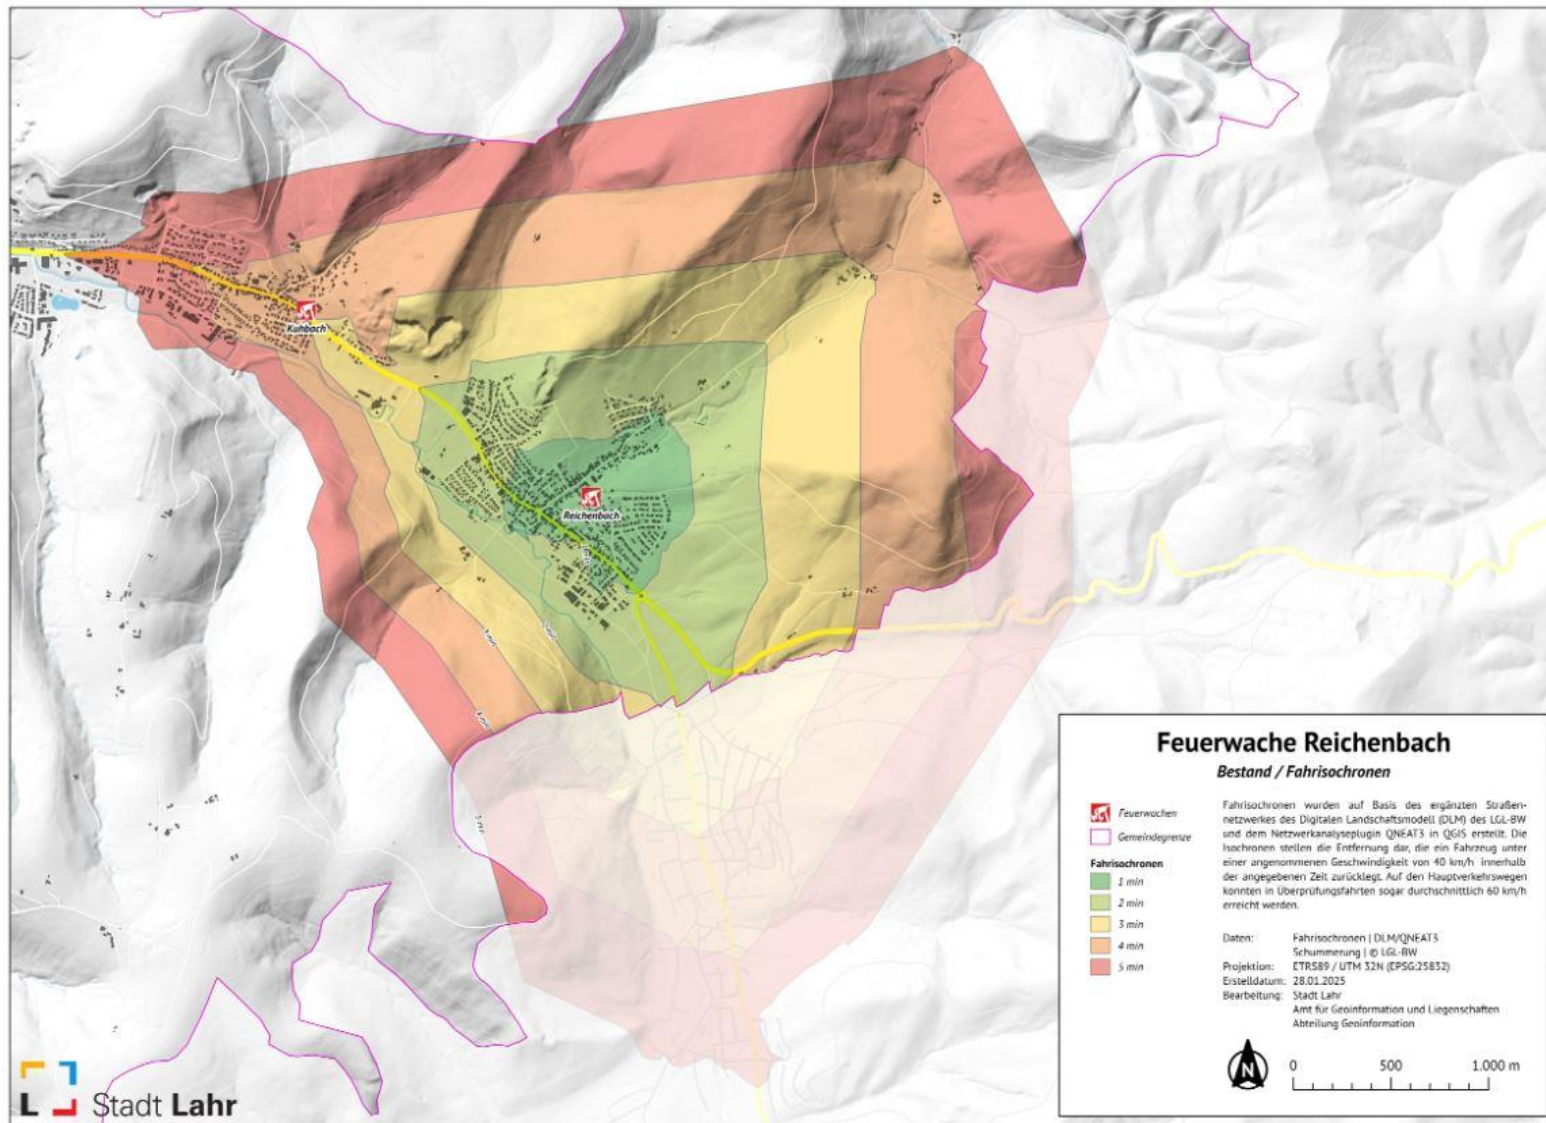 Kuhbach
Reichenbach
Feuerwache Reichenbach
Bestand / Fahrisochronen
Feuerwachen
Gemeindegrenze
Fahrisochronen
1 min
2 min
3 min
4 min
5 min
Fahrisochronen wurden auf Basis des ergänzten Straßen-
netzwerkes des Digitalen Landschaftsmodell (DLM) des LGL-BW
und dem Netzwerkanalyseplugin QNEAT3 in QGIS erstellt. Die
Isochronen stellen die Entfernung dar, die ein Fahrzeug unter
einer angenommenen Geschwindigkeit von 40 km/h innerhalb
der angegebenen Zeit zurücklegt. Auf den Hauptverkehrswegen
konnten in Überprüfungsfahrten sogar durchschnittlich 60 km/h
erreicht werden.
Daten: Fahrisochronen | DLM/QNEAT3
Schummerung | © LGL-BW
Projektion: ETRS89 / UTM 32N (EPSG:25832)
Erstelldatum: 28.01.2025
Bearbeitung: Stadt Lahr
Amt für Geoinformation und Liegenschaften
Abteilung Geoinformation
N
0 500 1.000 m
Stadt Lahr